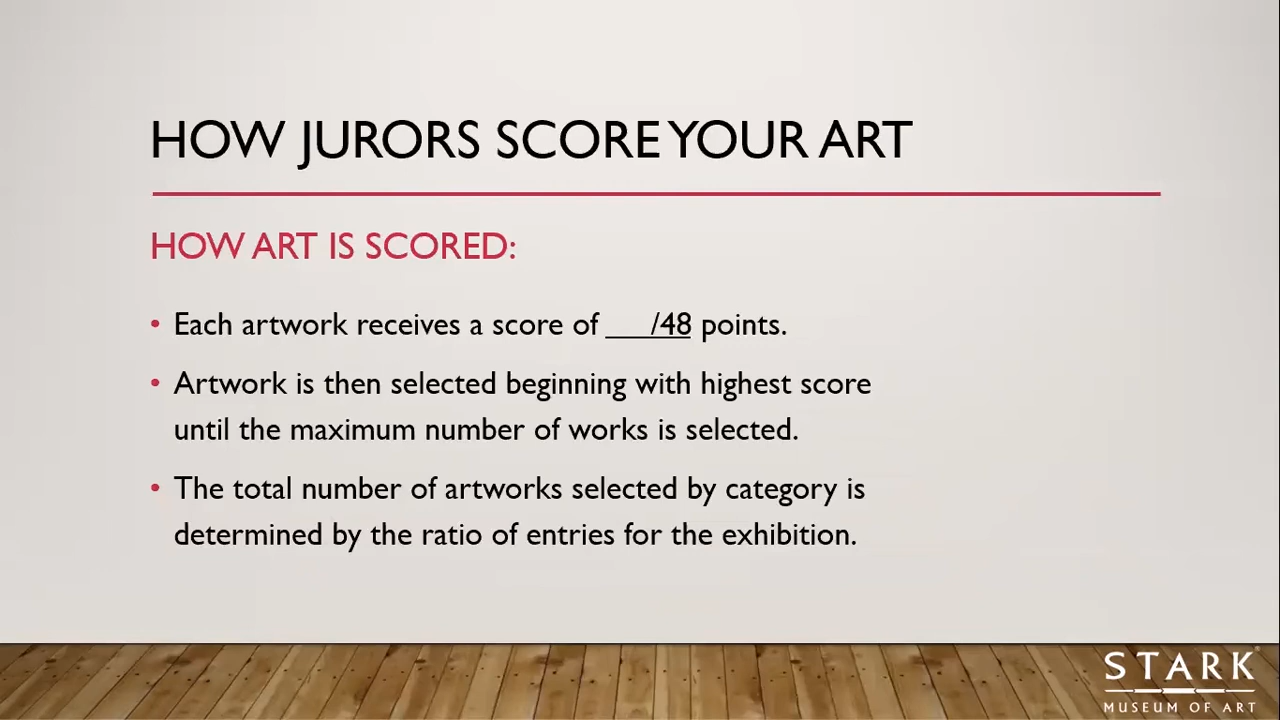 HOW JURORS SCORE YOUR ART
HOW ART IS SCORED:
• Each artwork receives a score of ___/48 points.
• Artwork is then selected beginning with highest score
until the maximum number of works is selected.
• The total number of artworks selected by category is
determined by the ratio of entries for the exhibition.
STARK
MUSEUM OF ART